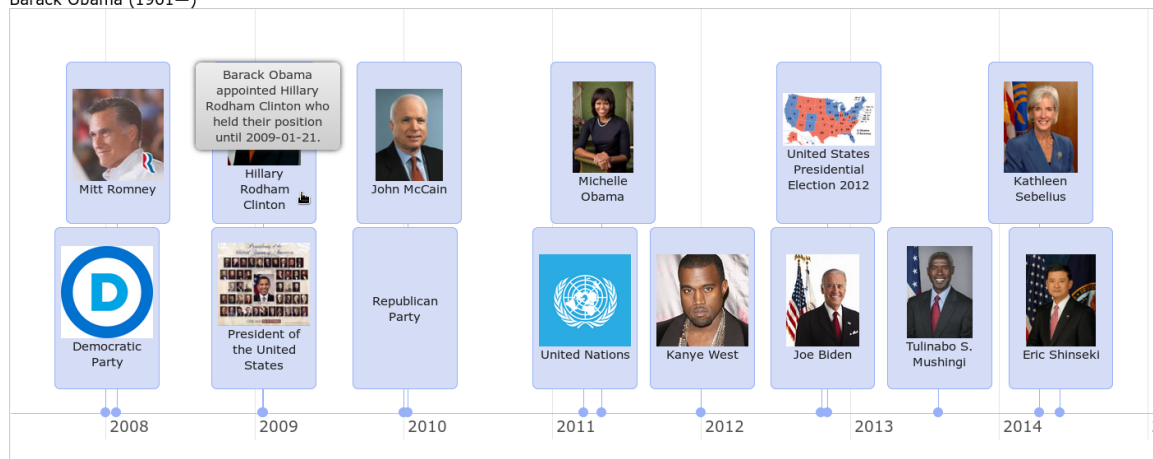 Barack Obama (1961—)
Barack Obama
appointed Hillary
Rodham Clinton who
held their position
until 2009-01-21.
Mitt Romney
Hillary
Rodham
Clinton
John McCain
Michelle
Obama
United States
Presidential
Election 2012
Kathleen
Sebelius
D
Democratic
Party
President of
the United
States
Republican
Party
United Nations
Kanye West
Joe Biden
Tulinabo S.
Mushingi
Eric Shinseki
2008
2009
2010
2011
2012
2013
2014